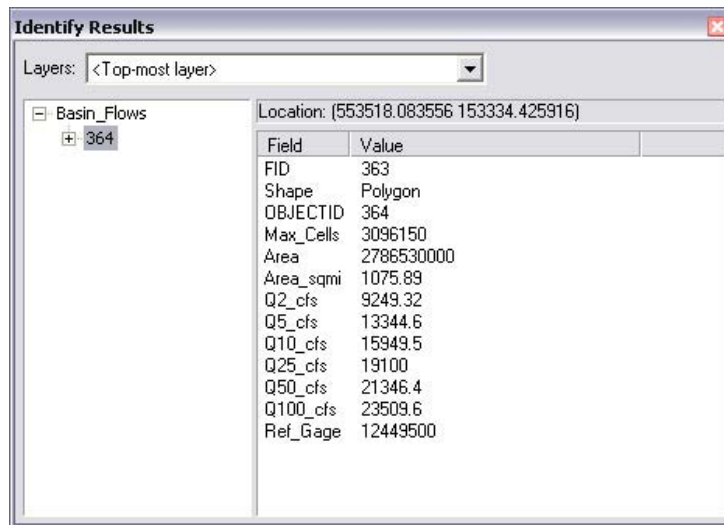 Identify Results
Layers: <Top-most layer>
Basin_Flows
364
Location: (553518.083556 153334.425916)
Field Value
FID 363
Shape Polygon
OBJECTID 364
Max_Cells 3096150
Area 2786530000
Area_sqmi 1075.89
Q2_cfs 9249.32
Q5_cfs 13344.6
Q10_cfs 15949.5
Q25_cfs 19100
Q50_cfs 21346.4
Q100_cfs 23509.6
Ref_Gage 12449500